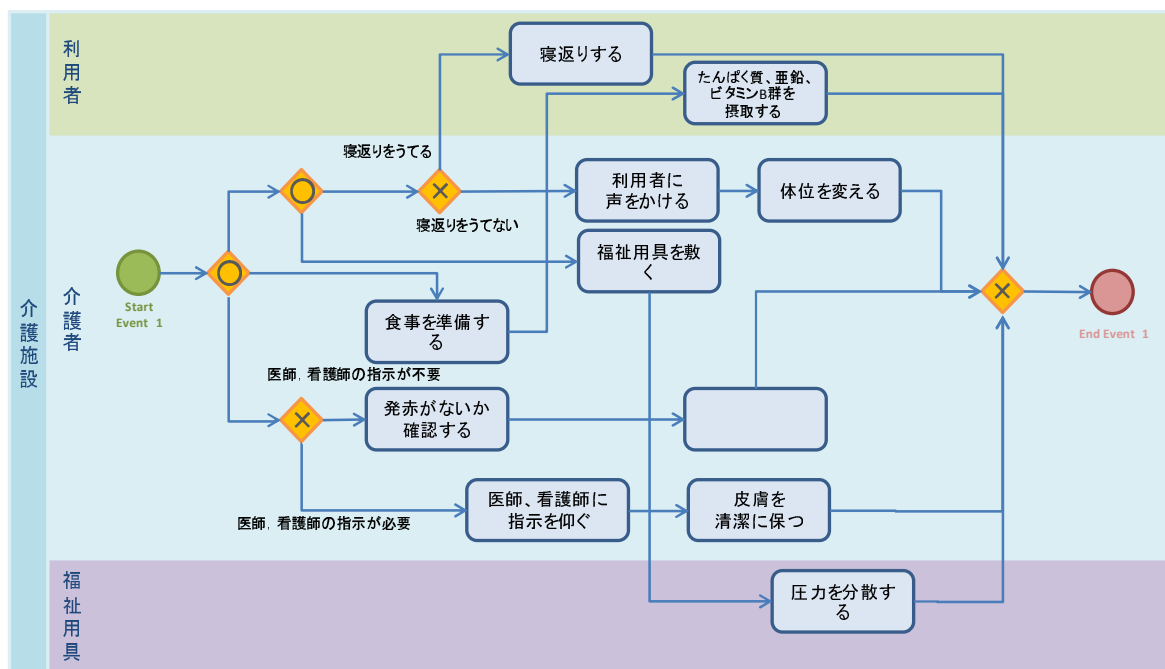 介護施設
利用者
寝返りする
たんぱく質、亜鉛、
ビタミンB群を
摂取する
介護者
寝返りをうてる
寝返りをうてない
利用者に
声をかける
体位を変える
福祉用具を敷
く
Start
Event 1
食事を準備す
る
End Event 1
医師, 看護師の指示が不要
発赤がないか
確認する
医師, 看護師の指示が必要
医師、看護師に
指示を仰ぐ
皮膚を
清潔に保つ
福祉用具
圧力を分散す
る